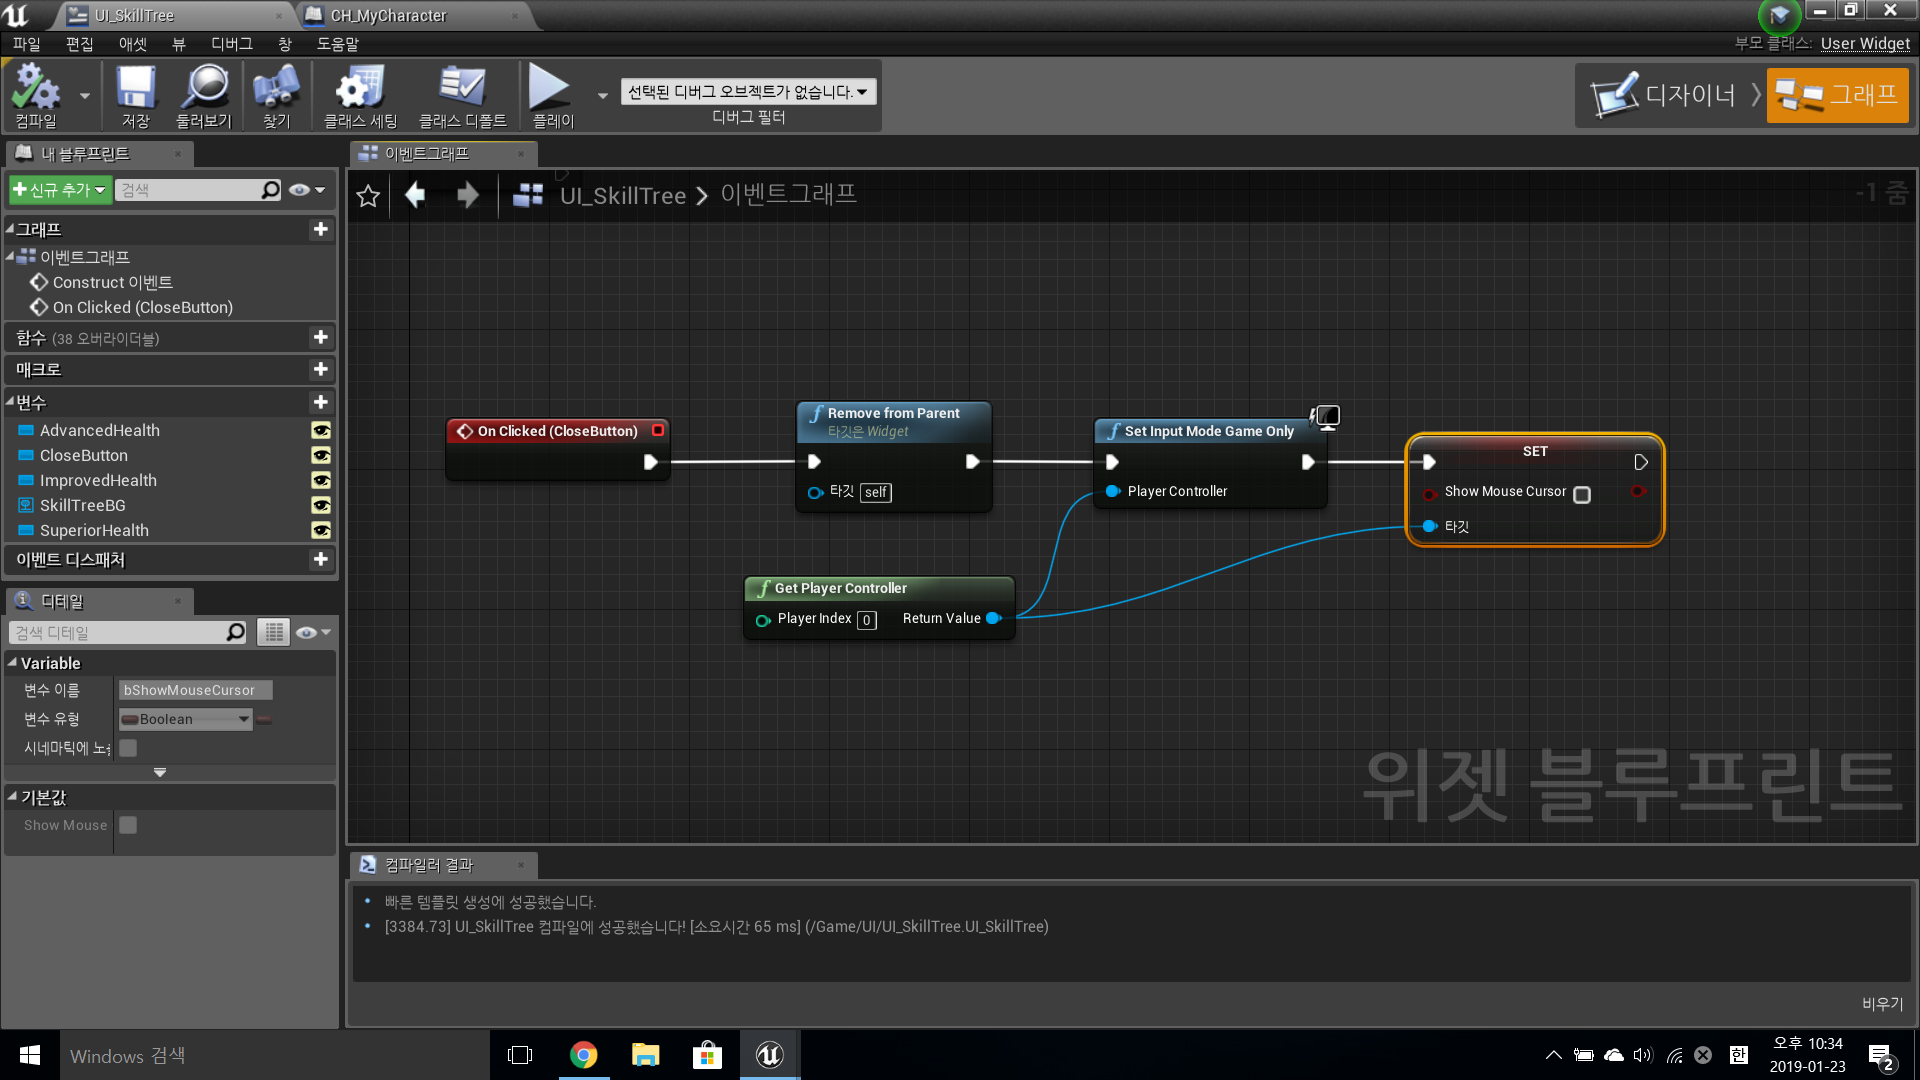 UI_SkillTree
CH_MyCharacter
파일 편집 애셋 뷰 디버그 창 도움말
부모 클래스: User Widget
컴파일
저장
둘러보기
찾기
클래스 세팅
클래스 디폴트
플레이
선택된 디버그 오브젝트가 없습니다.
디버그 필터
디자이너
그래프
내 블루프린트
신규 추가
검색
그래프
이벤트그래프
Construct 이벤트
On Clicked (CloseButton)
함수 (38 오버라이더블)
매크로
변수
AdvancedHealth
CloseButton
ImprovedHealth
SkillTreeBG
SuperiorHealth
이벤트 디스패처
디테일
검색 디테일
Variable
변수 이름 bShowMouseCursor
변수 유형 Boolean
시네마틱에 노출
기본값
Show Mouse
이벤트그래프
UI_SkillTree > 이벤트그래프
-1 줌
On Clicked (CloseButton)
Remove from Parent
타깃은 Widget
타깃 self
Set Input Mode Game Only
Player Controller
SET
Show Mouse Cursor
타깃
Get Player Controller
Player Index 0 Return Value
위젯 블루프린트
컴파일러 결과
빠른 템플릿 생성에 성공했습니다.
[3384.73] UI_SkillTree 컴파일에 성공했습니다! [소요시간 65 ms] (/Game/UI/UI_SkillTree.UI_SkillTree)
비우기
Windows 검색
한
오후 10:34
2019-01-23
2